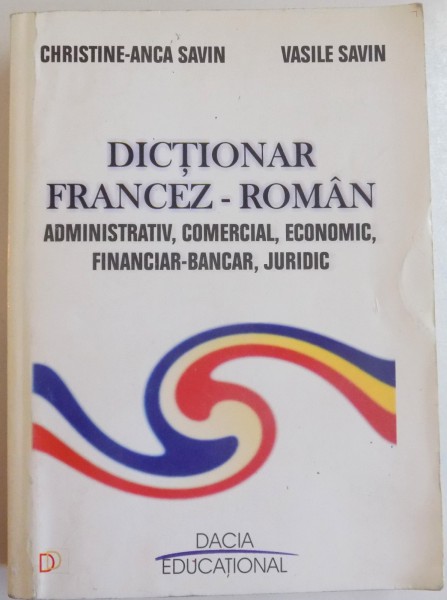 CHRISTINE-ANCA SAVIN VASILE SAVIN
DICȚIONAR
FRANCEZ - ROMÂN
ADMINISTRATIV, COMERCIAL, ECONOMIC,
FINANCIAR-BANCAR, JURIDIC
DACIA
EDUCAȚIONAL